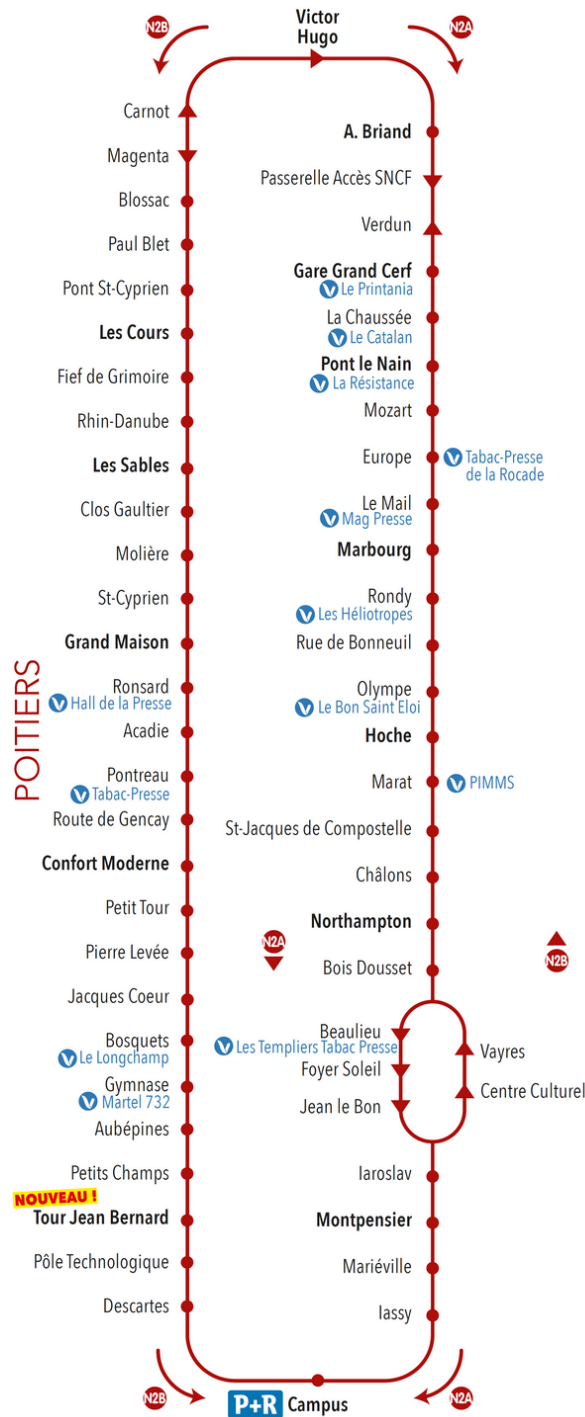 Victor
Hugo
N2B
N2A
Carnot
Magenta
Blossac
Paul Blet
Pont St-Cyprien
Les Cours
Fief de Grimoire
Rhin-Danube
Les Sables
Clos Gaultier
Molière
St-Cyprien
Grand Maison
POITIERS
Ronsard
V Hall de la Presse
Acadie
Pontreau
V Tabac-Presse
Route de Gencay
Confort Moderne
Petit Tour
Pierre Levée
Jacques Coeur
Bosquets
V Le Longchamp
Gymnase
V Martel 732
Aubépines
Petits Champs
NOUVEAU !
Tour Jean Bernard
Pôle Technologique
Descartes
A. Briand
Passerelle Accès SNCF
Verdun
Gare Grand Cerf
V Le Printania
La Chaussée
V Le Catalan
Pont le Nain
V La Résistance
Mozart
Europe
V Tabac-Presse
de la Rocade
Le Mail
V Mag Presse
Marbourg
Rondy
V Les Héliotropes
Rue de Bonneuil
Olympe
V Le Bon Saint Eloi
Hoche
Marat
V PIMMS
St-Jacques de Compostelle
Châlons
Northampton
N2A
N2B
Bois Dousset
Beaulieu
V Les Templiers Tabac Presse
Foyer Soleil
Jean le Bon
Vayres
Centre Culturel
Iaroslav
Montpensier
Mariéville
Iassy
N2B
P+R Campus
N2A